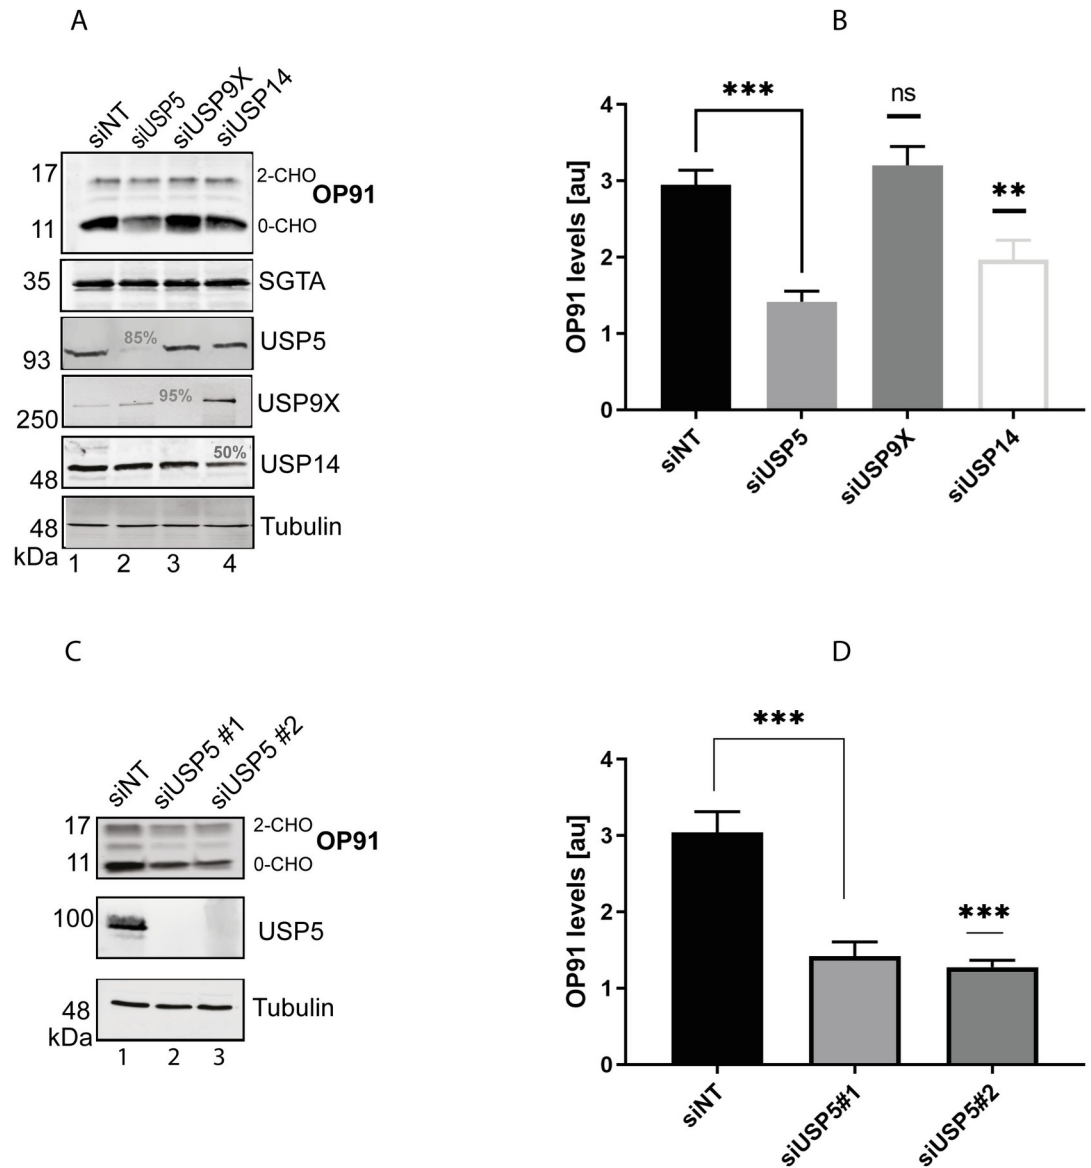 A
siNT siUSP5 siUSP9X siUSP14
17 2-CHO OP91
11 0-CHO
35 SGTA
93 85% USP5
250 95% USP9X
48 50% USP14
48 Tubulin
kDa 1 2 3 4
B
*** ns
**
OP91 levels [au]
4
3
2
1
0
siNT siUSP5 siUSP9X siUSP14
C
siNT siUSP5 #1 siUSP5 #2
17 2-CHO OP91
11 0-CHO
100 USP5
48 Tubulin
kDa
1 2 3
D
***
***
OP91 levels [au]
4
3
2
1
0
siNT siUSP5#1 siUSP5#2